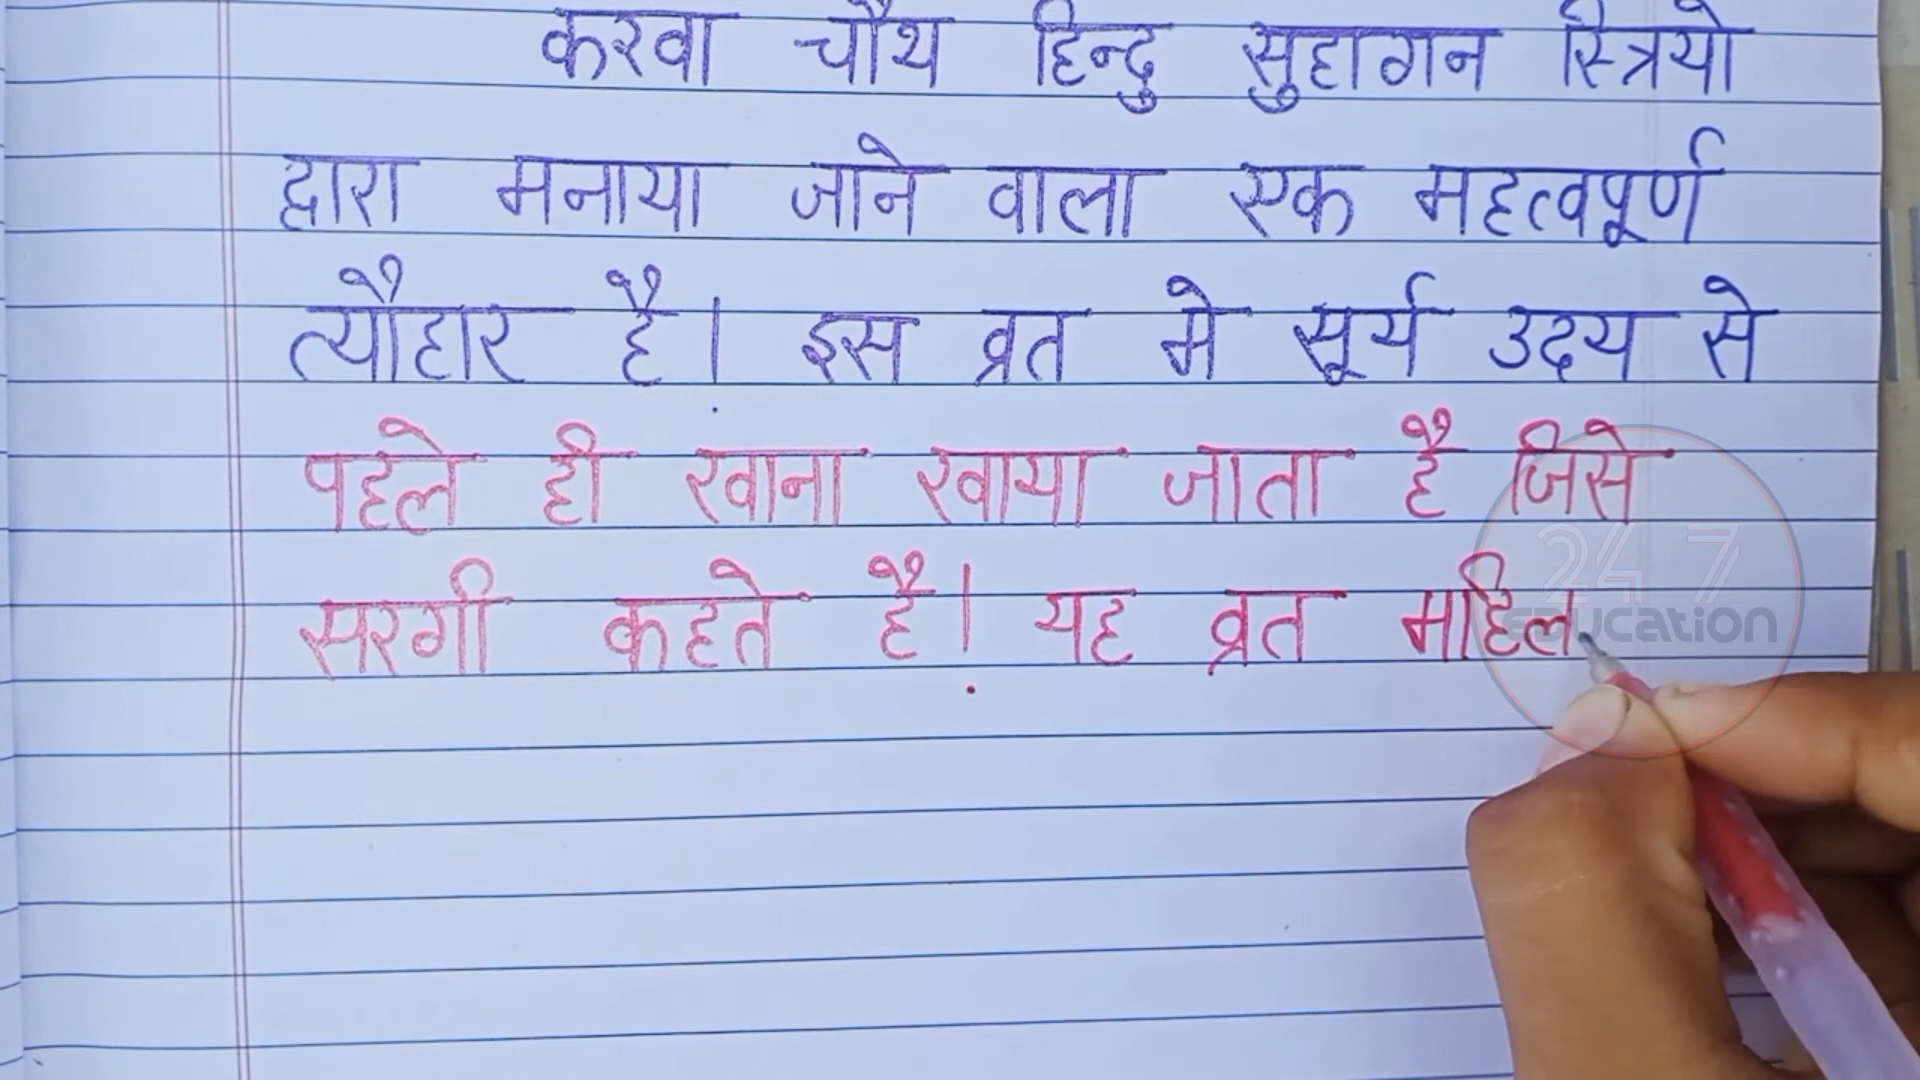 करवा चौथ हिन्दु सुहागन स्त्रियो
द्वारा मनाया जाने वाला एक महत्वपूर्ण
त्यौहार है। इस व्रत मे सूर्य उदय से
पहले ही खाना खाया जाता है जिसे
सरगी कहते है। यह व्रत महिल
24 7
EDUcation